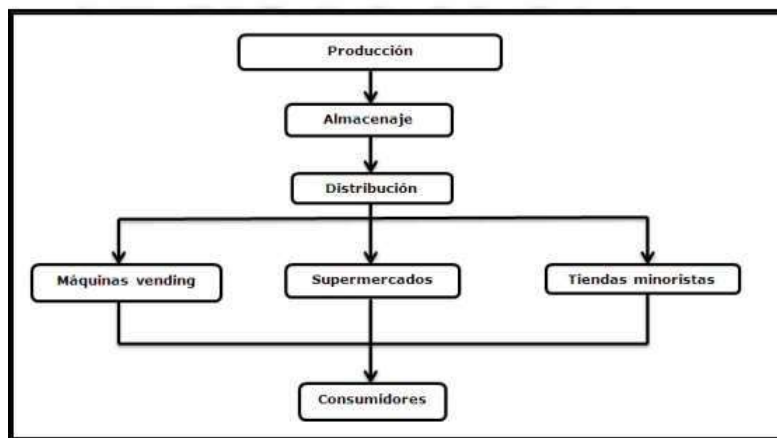 Producción
Almacenaje
Distribución
Máquinas vending
Supermercados
Tiendas minoristas
Consumidores